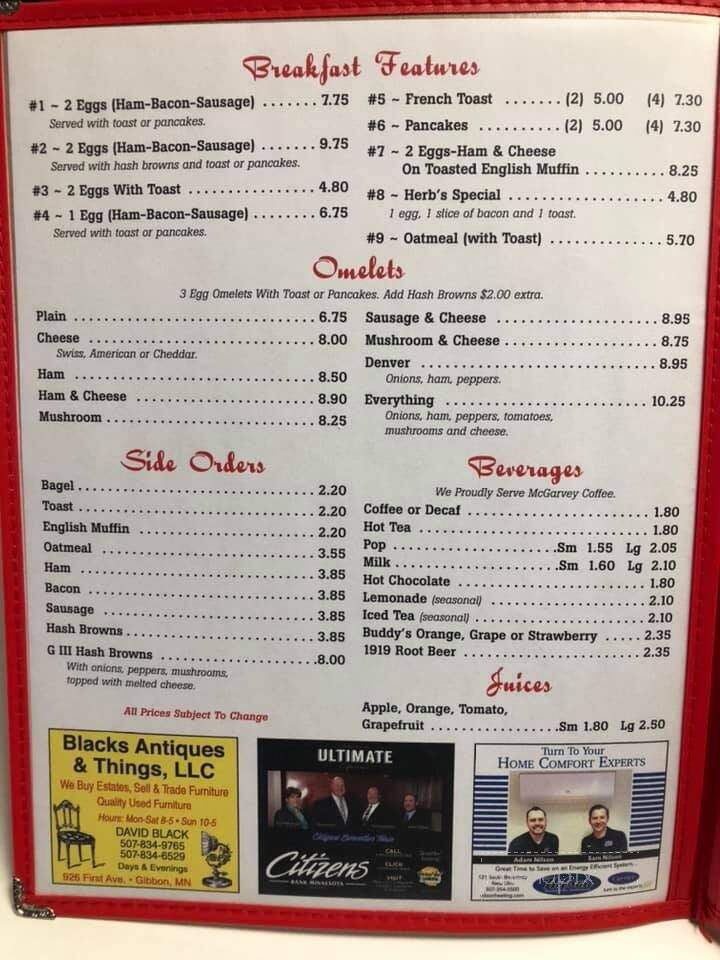 Breakfast Features
#1 ~ 2 Eggs (Ham-Bacon-Sausage) ....... 7.75
Served with toast or pancakes.
#2 ~ 2 Eggs (Ham-Bacon-Sausage) ....... 9.75
Served with hash browns and toast or pancakes.
#3 ~ 2 Eggs With Toast ................ 4.80
#4 ~ 1 Egg (Ham-Bacon-Sausage) ........ 6.75
Served with toast or pancakes.
#5 ~ French Toast ....... (2) 5.00 (4) 7.30
#6 ~ Pancakes .......... (2) 5.00 (4) 7.30
#7 ~ 2 Eggs-Ham & Cheese
On Toasted English Muffin .......... 8.25
#8 ~ Herb's Special .................. 4.80
1 egg, 1 slice of bacon and 1 toast.
#9 ~ Oatmeal (with Toast) .............. 5.70
Omelets
3 Egg Omelets With Toast or Pancakes. Add Hash Browns $2.00 extra.
Plain .............................. 6.75
Cheese ............................ 8.00
Swiss, American or Cheddar.
Ham .............................. 8.50
Ham & Cheese ...................... 8.90
Mushroom ......................... 8.25
Sausage & Cheese .................... 8.95
Mushroom & Cheese ................... 8.75
Denver ............................. 8.95
Onions, ham, peppers.
Everything ......................... 10.25
Onions, ham, peppers, tomatoes,
mushrooms and cheese.
Side Orders
Bagel ............................. 2.20
Toast ............................. 2.20
English Muffin ...................... 2.20
Oatmeal .......................... 3.55
Ham .............................. 3.85
Bacon ............................ 3.85
Sausage .......................... 3.85
Hash Browns ....................... 3.85
G III Hash Browns ................... .8.00
With onions, peppers, mushrooms,
topped with melted cheese.
All Prices Subject To Change
Beverages
We Proudly Serve McGarvey Coffee.
Coffee or Decaf ...................... 1.80
Hot Tea ............................ 1.80
Pop .....................Sm 1.55 Lg 2.05
Milk .....................Sm 1.60 Lg 2.10
Hot Chocolate ....................... 1.80
Lemonade (seasonal) ................... 2.10
Iced Tea (seasonal) .................... 2.10
Buddy's Orange, Grape or Strawberry ..... 2.35
1919 Root Beer ...................... 2.35
Juices
Apple, Orange, Tomato,
Grapefruit ................Sm 1.80 Lg 2.50
Blacks Antiques
& Things, LLC
We Buy Estates, Sell & Trade Furniture
Quality Used Furniture
Hours: Mon-Sat 8-5 • Sun 10-5
DAVID BLACK
507-834-9765
507-834-6529
Days & Evenings
926 First Ave. • Gibbon, MN
ULTIMATE
Citizens
BANK MINNESOTA
CALL
CLICK
VISIT
Turn To Your
HOME COMFORT EXPERTS
Adam Nilson
Sam Nilson
Great Time to Save on an Energy Efficient System...